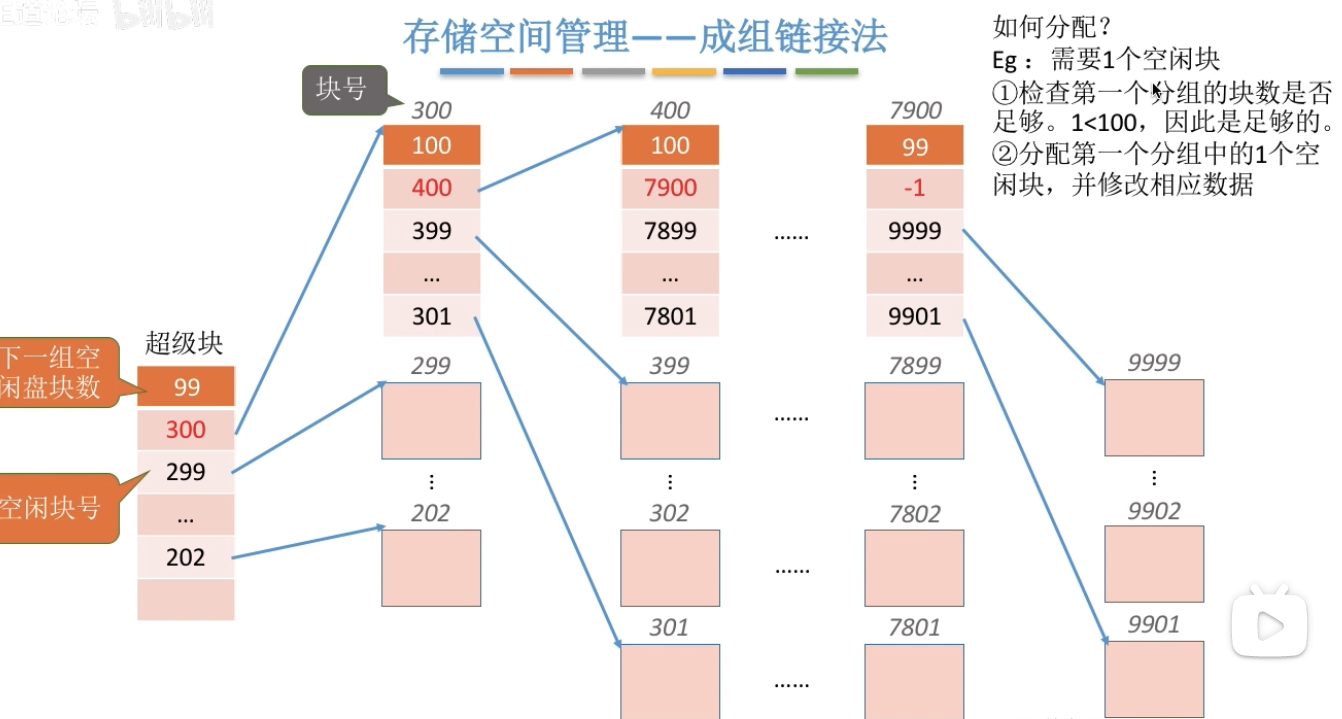 bilibili
存储空间管理——成组链接法
如何分配？
Eg： 需要1个空闲块
①检查第一个分组的块数是否
足够。1<100，因此是足够的。
②分配第一个分组中的1个空
闲块，并修改相应数据
块号
300
400
7900
100
100
99
400
7900
-1
399
7899
......
9999
...
...
...
301
7801
9901
超级块
下一组空
闲盘块数
99
300
空闲块号
299
...
202
299
399
7899
9999
......
202
302
7802
9902
......
301
7801
9901
......